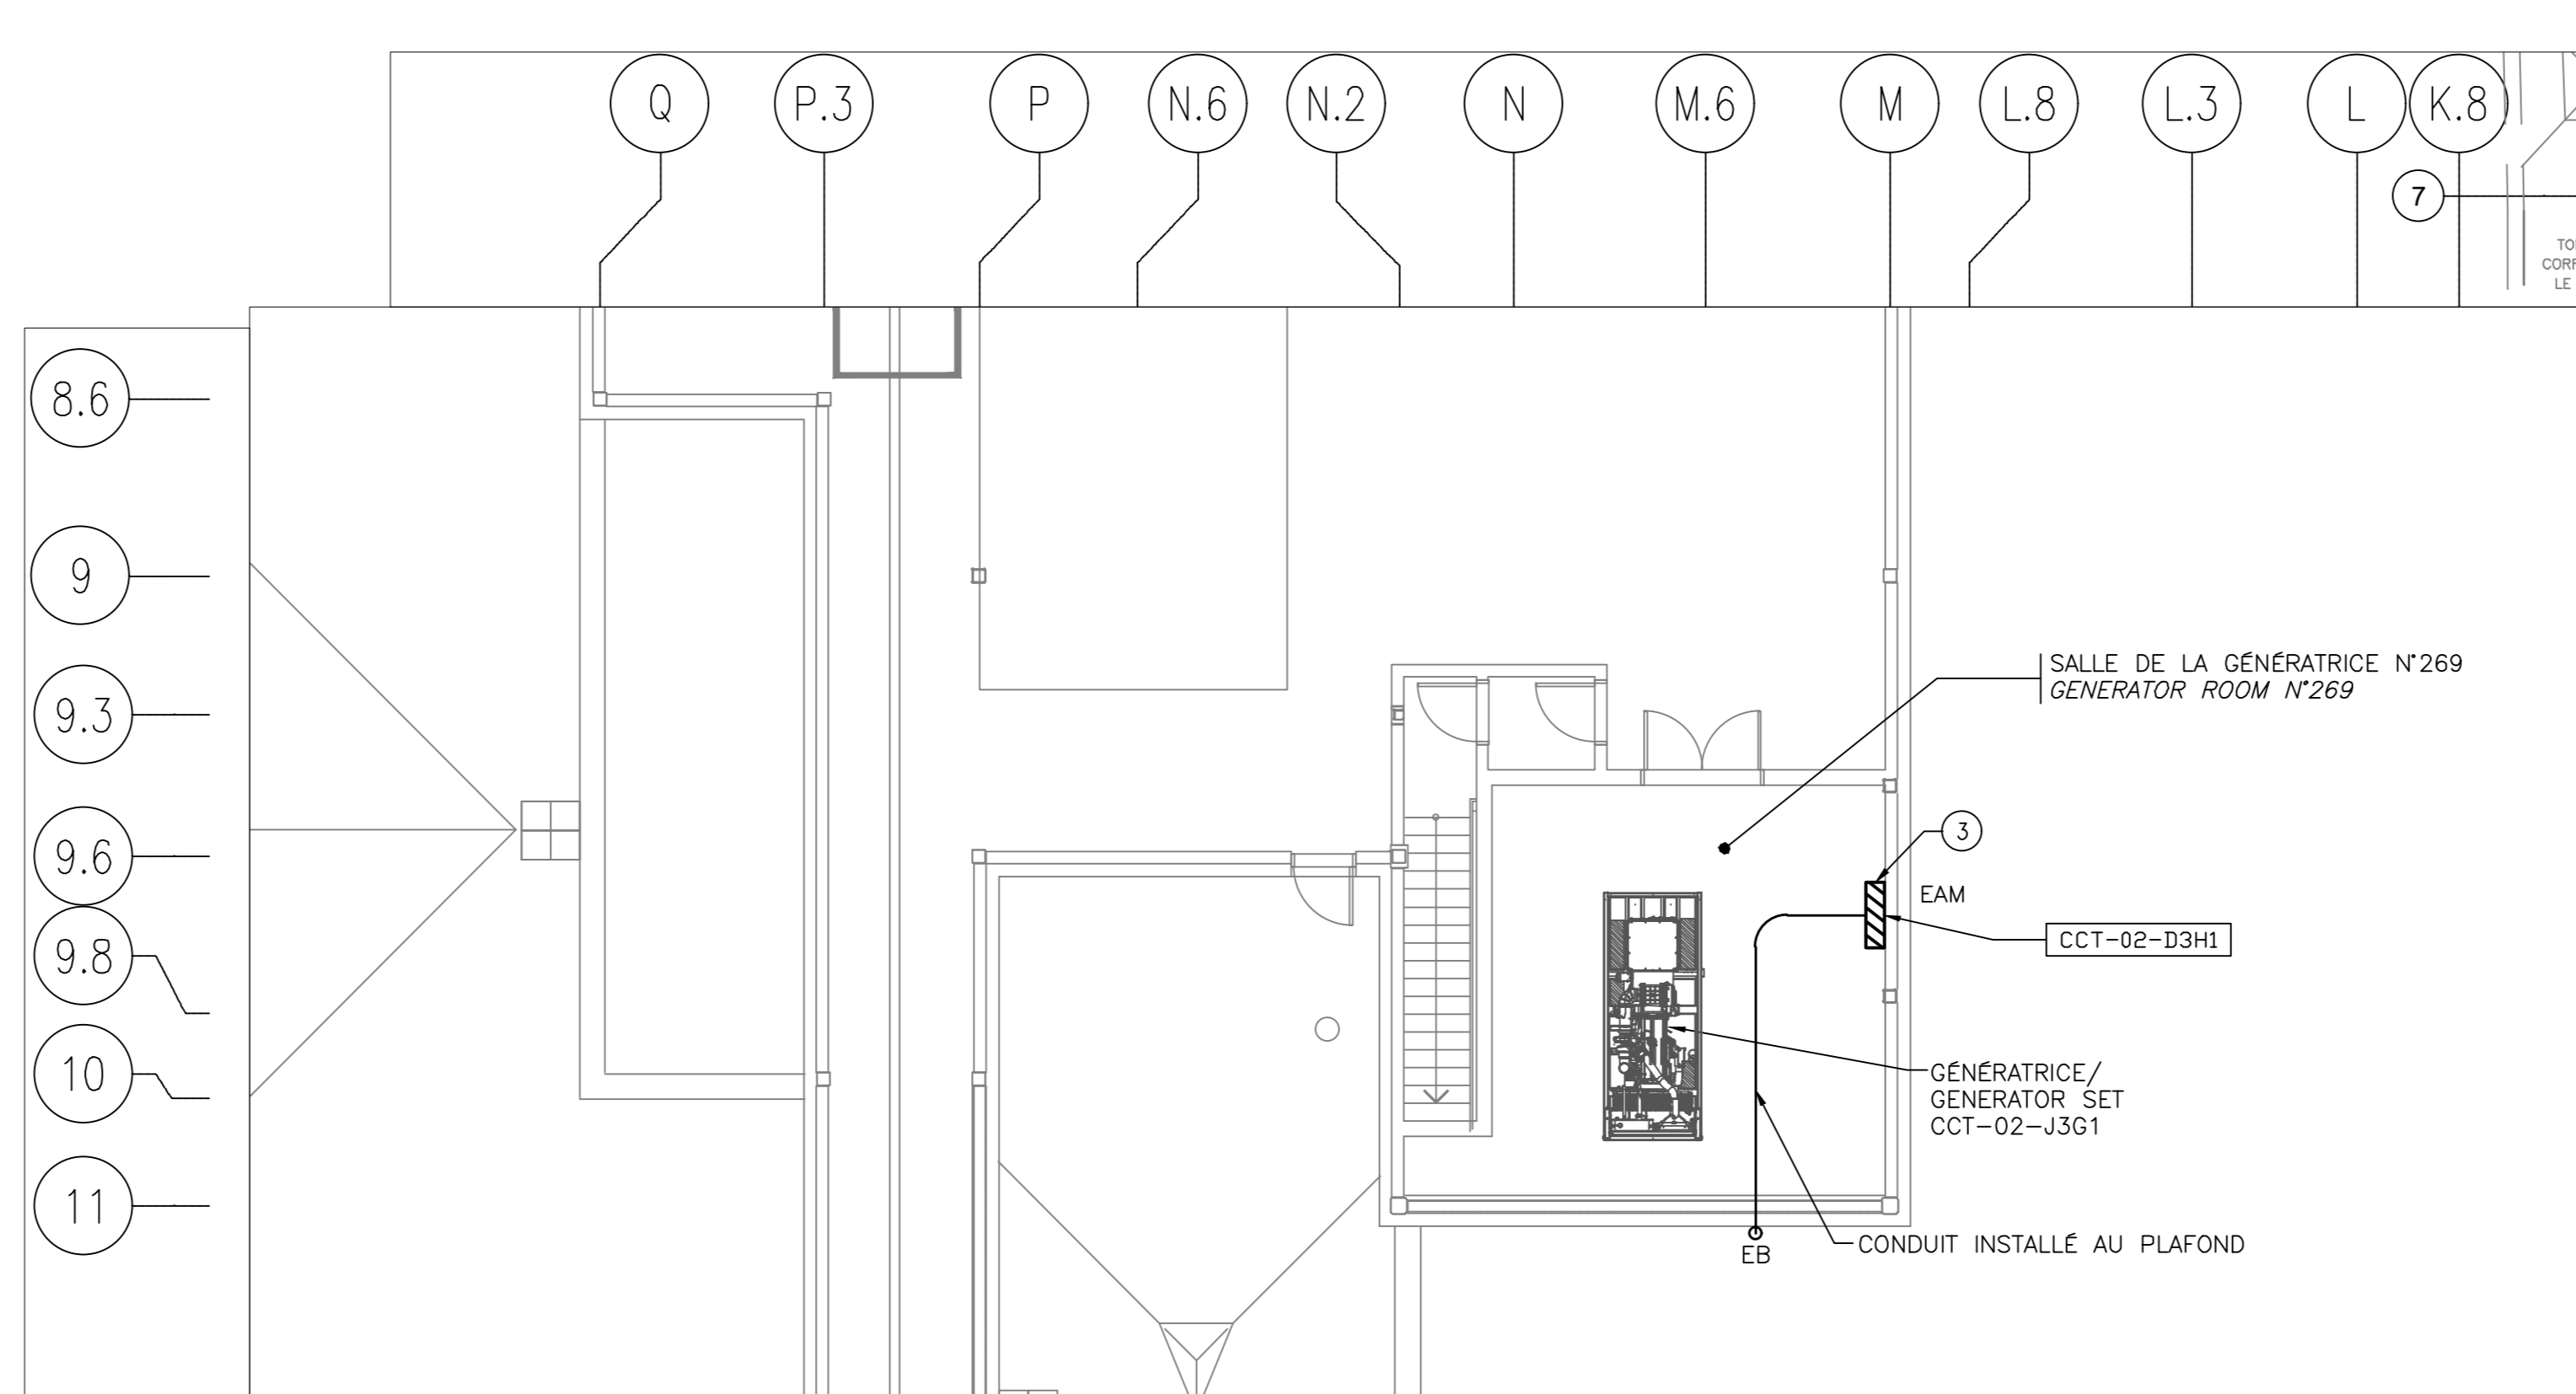 Q P.3 P N.6 N.2 N M.6 M L.8 L.3 L K.8
7
LE
8.6
9
9.3
9.6
9.8
10
11
SALLE DE LA GÉNÉRATRICE N°269
GENERATOR ROOM N°269
3
EAM
CCT-02-D3H1
GÉNÉRATRICE/
GENERATOR SET
CCT-02-J3G1
CONDUIT INSTALLÉ AU PLAFOND
EB